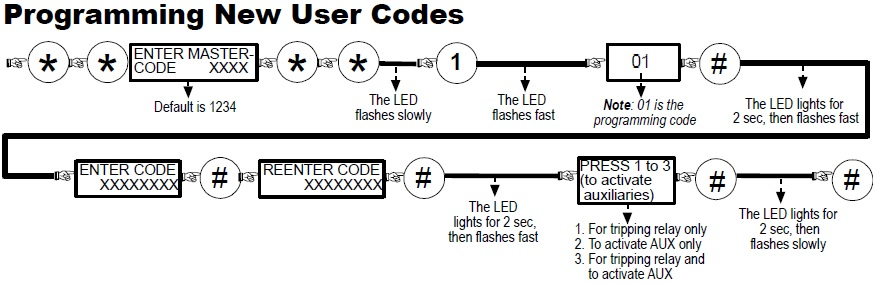 Programming New User Codes
* * ENTER MASTER- * * 1 01 #
CODE XXXX
Default is 1234
The LED
flashes slowly
The LED
flashes fast
Note: 01 is the
programming code
The LED lights for
2 sec, then flashes fast
ENTER CODE
XXXXXXXX
#
REENTER CODE
XXXXXXXX
#
The LED
lights for 2 sec,
then flashes fast
PRESS 1 to 3
(to activate
auxiliaries)
1. For tripping relay only
2. To activate AUX only
3. For tripping relay and
to activate AUX
#
The LED lights for
2 sec, then
flashes slowly
#